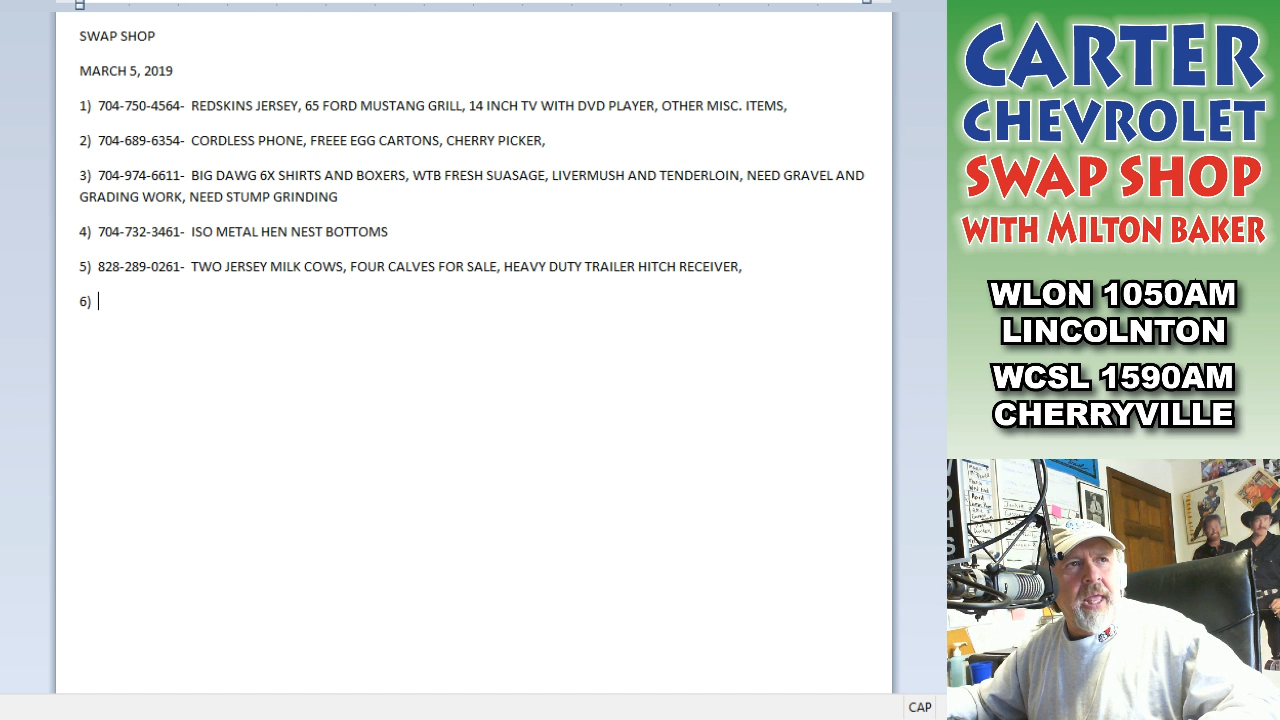 SWAP SHOP
MARCH 5, 2019
1) 704-750-4564- REDSKINS JERSEY, 65 FORD MUSTANG GRILL, 14 INCH TV WITH DVD PLAYER, OTHER MISC. ITEMS,
2) 704-689-6354- CORDLESS PHONE, FREEE EGG CARTONS, CHERRY PICKER,
3) 704-974-6611- BIG DAWG 6X SHIRTS AND BOXERS, WTB FRESH SUASAGE, LIVERMUSH AND TENDERLOIN, NEED GRAVEL AND
GRADING WORK, NEED STUMP GRINDING
4) 704-732-3461- ISO METAL HEN NEST BOTTOMS
5) 828-289-0261- TWO JERSEY MILK COWS, FOUR CALVES FOR SALE, HEAVY DUTY TRAILER HITCH RECEIVER,
6)
CAP
CARTER
CHEVROLET
SWAP SHOP
WITH MILTON BAKER
WLON 1050AM
LINCOLNTON
WCSL 1590AM
CHERRYVILLE